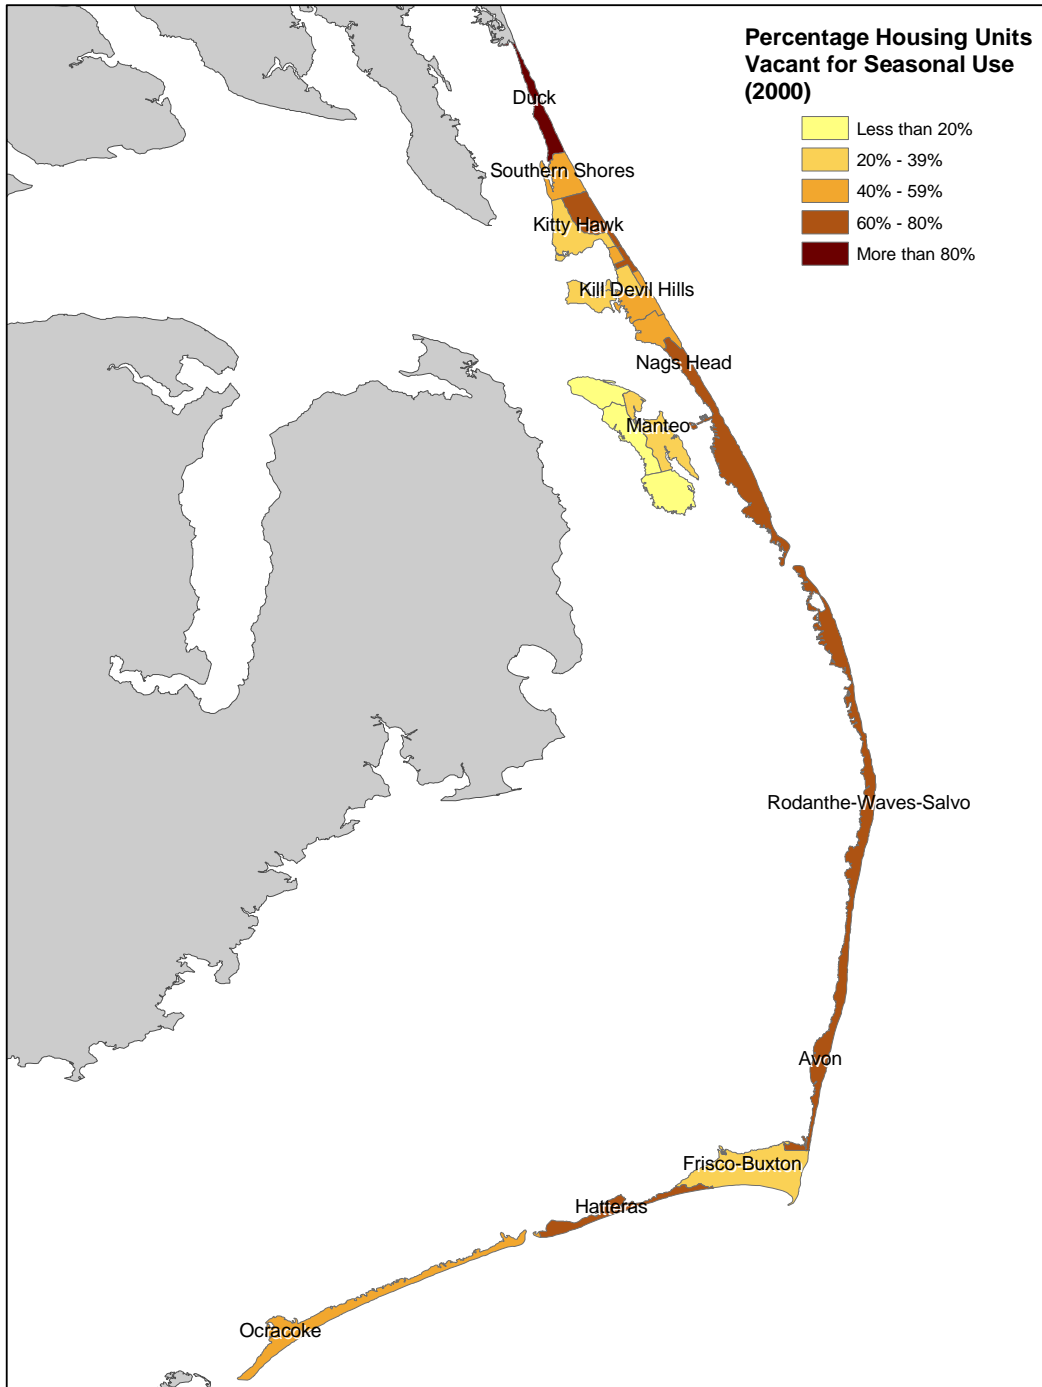 Percentage Housing Units
Vacant for Seasonal Use
(2000)
Less than 20%
20% - 39%
40% - 59%
60% - 80%
More than 80%
Duck
Southern Shores
Kitty Hawk
Kill Devil Hills
Nags Head
Manteo
Rodanthe-Waves-Salvo
Avon
Frisco-Buxton
Hatteras
Ocracoke